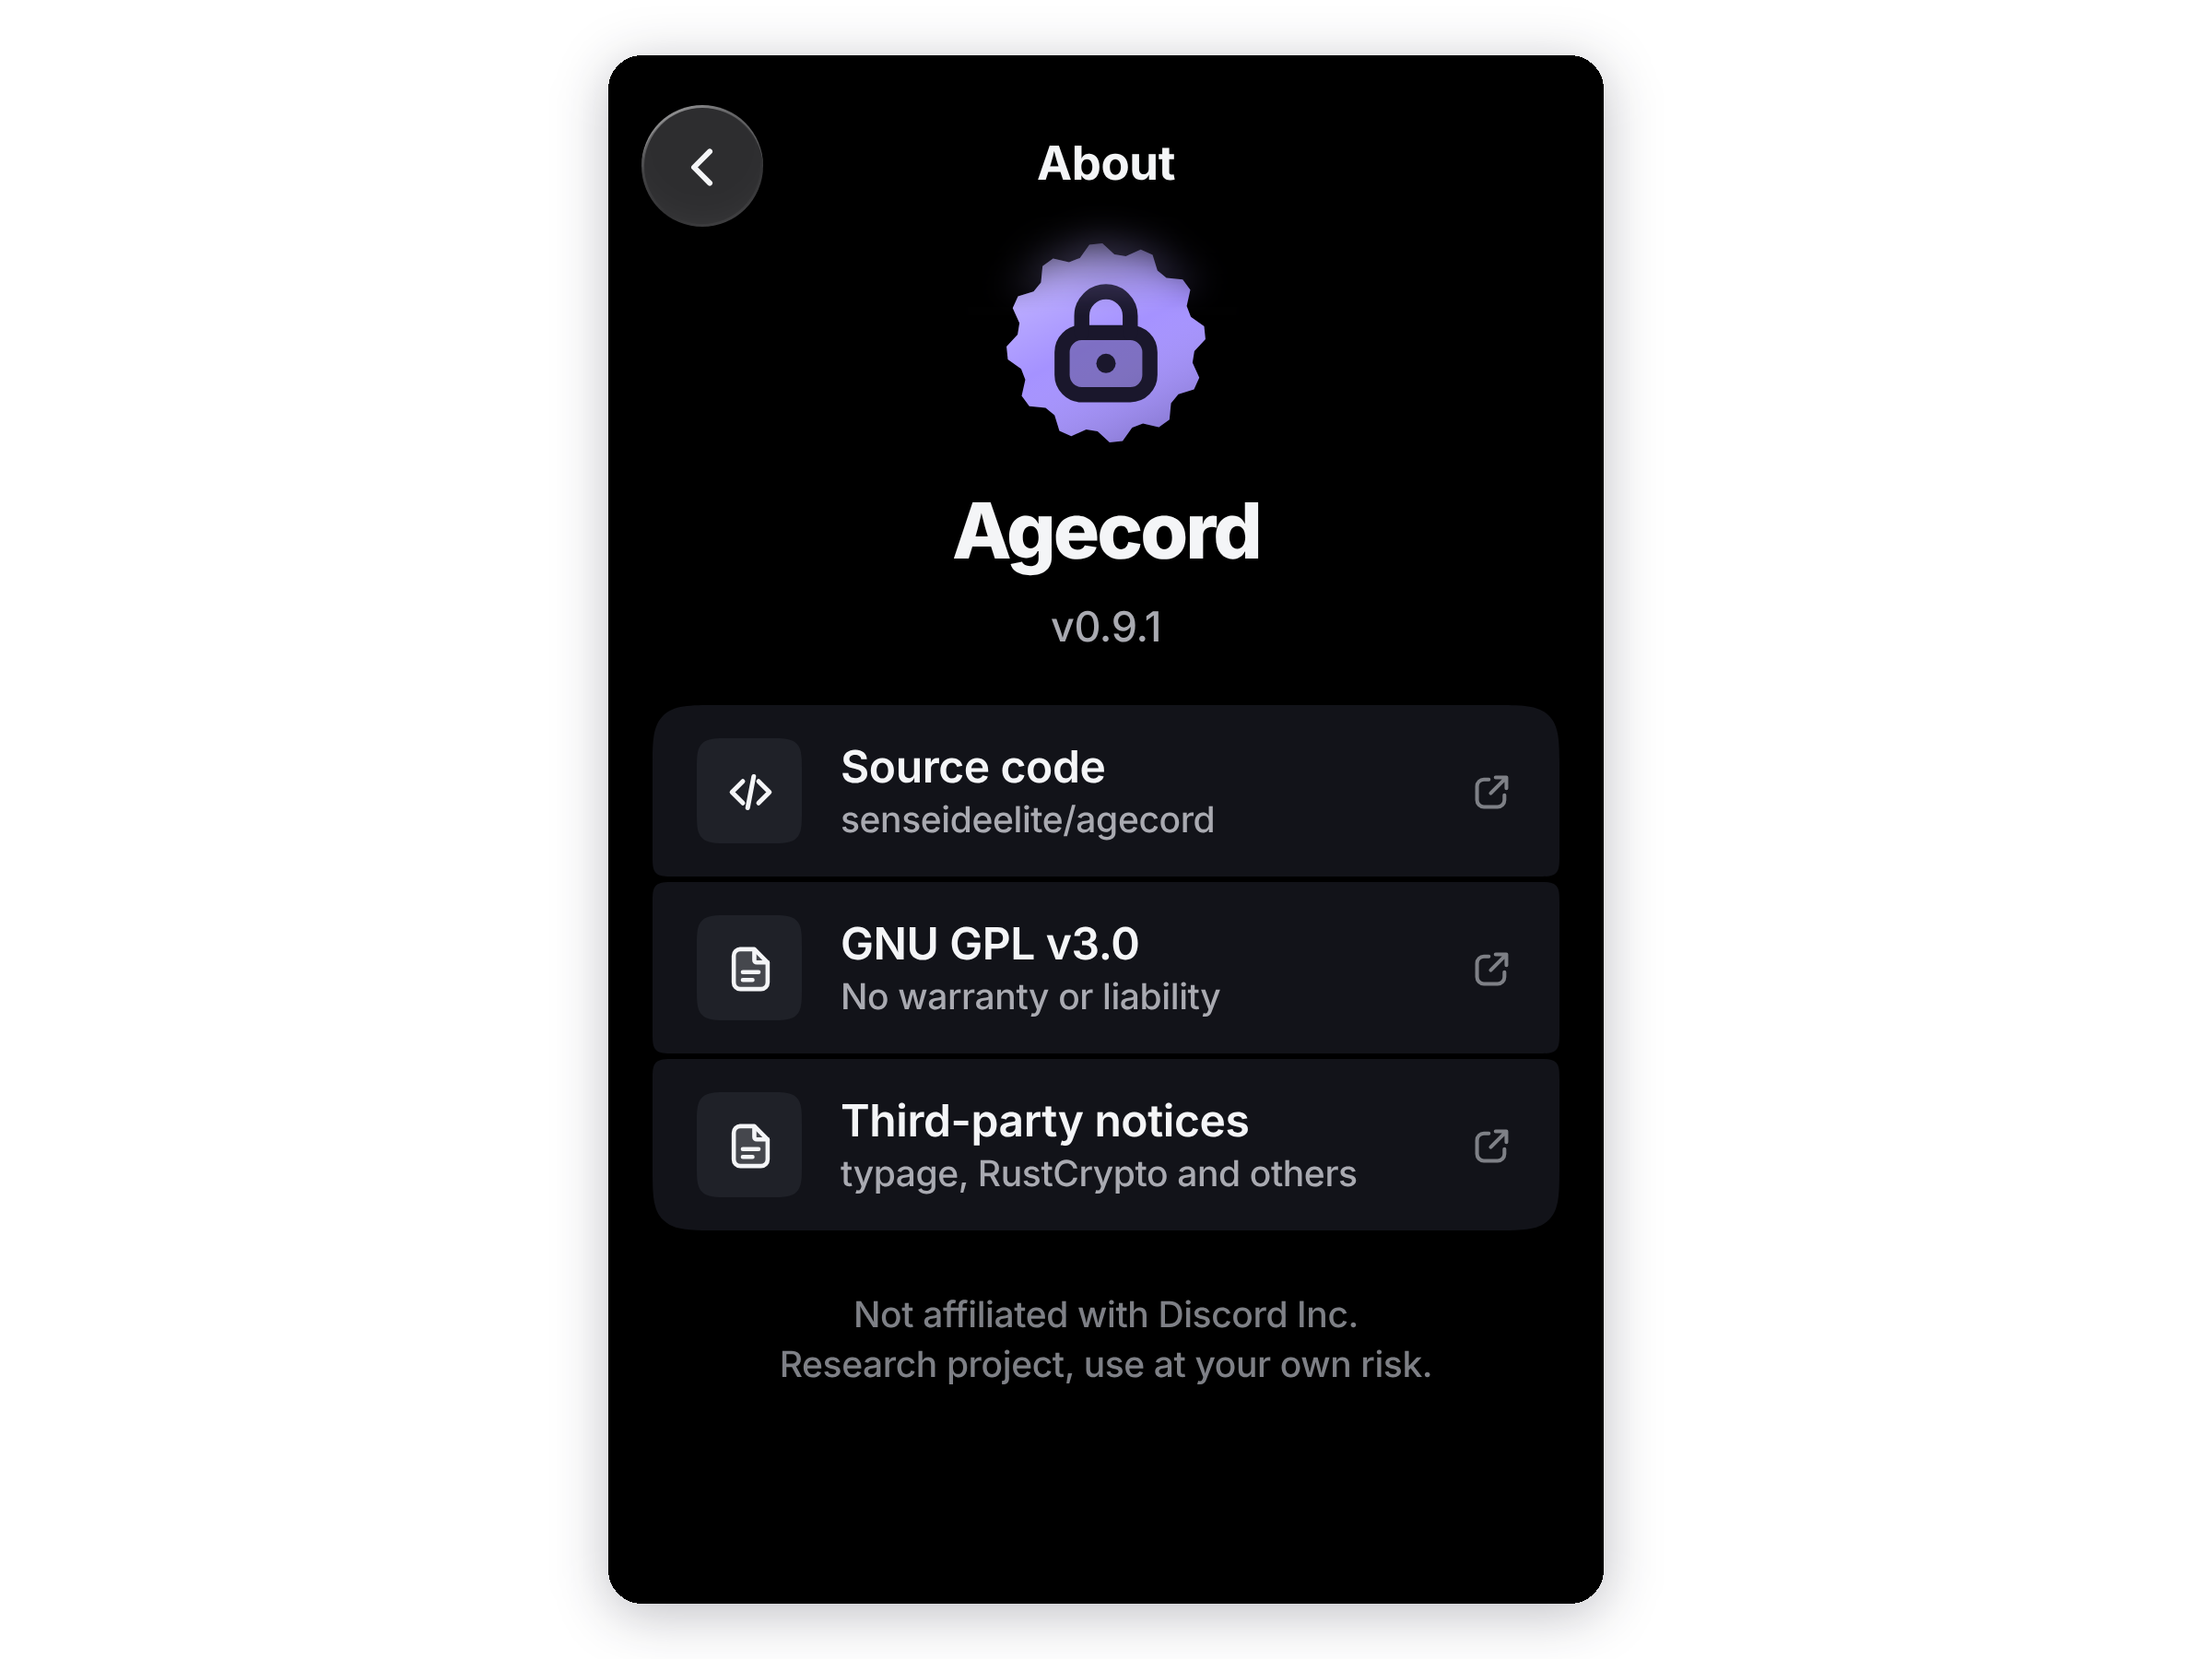 About
Agecord
v0.9.1
Source code
senseideelite/agecord
GNU GPL v3.0
No warranty or liability
Third-party notices
typage, RustCrypto and others
Not affiliated with Discord Inc.
Research project, use at your own risk.